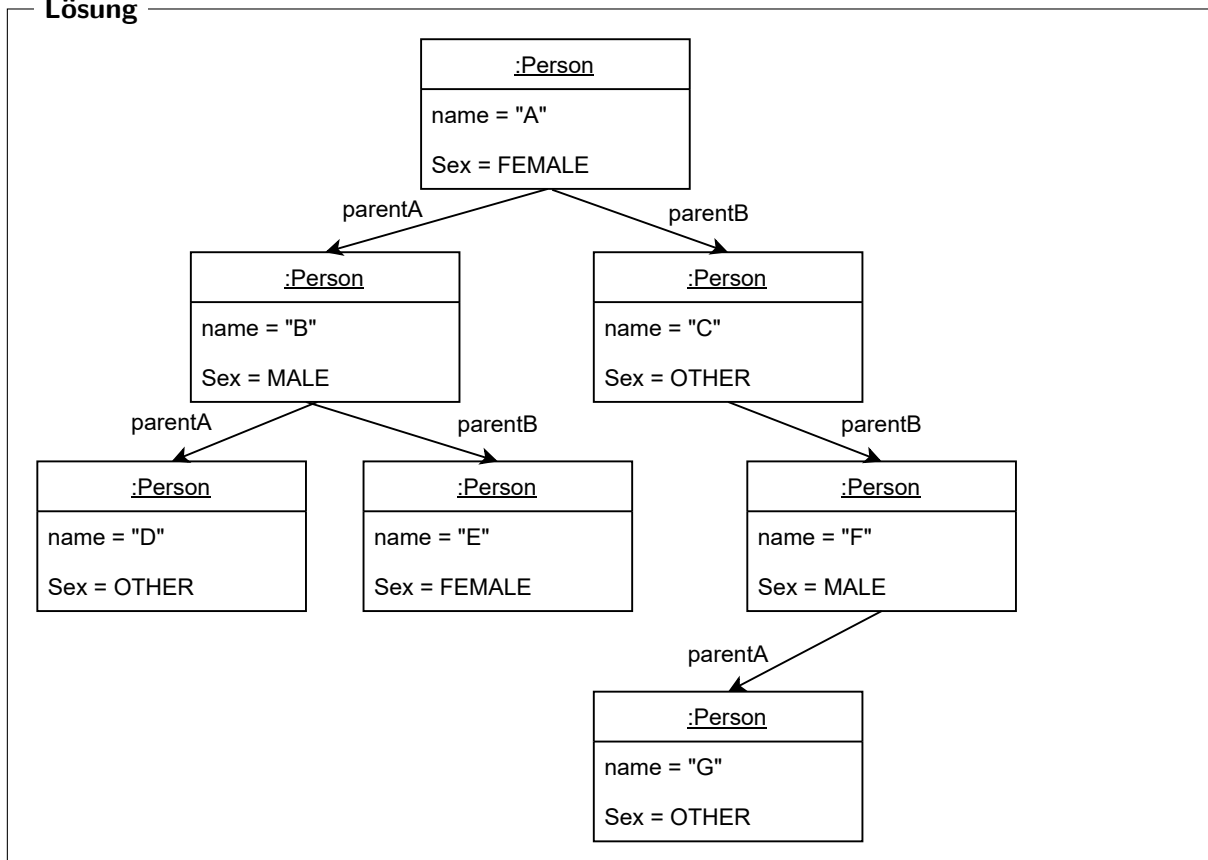 Lösung
:Person
name = "A"
Sex = FEMALE
parentA
parentB
:Person
name = "B"
Sex = MALE
:Person
name = "C"
Sex = OTHER
parentA
parentB
parentB
:Person
name = "D"
Sex = OTHER
:Person
name = "E"
Sex = FEMALE
:Person
name = "F"
Sex = MALE
parentA
:Person
name = "G"
Sex = OTHER